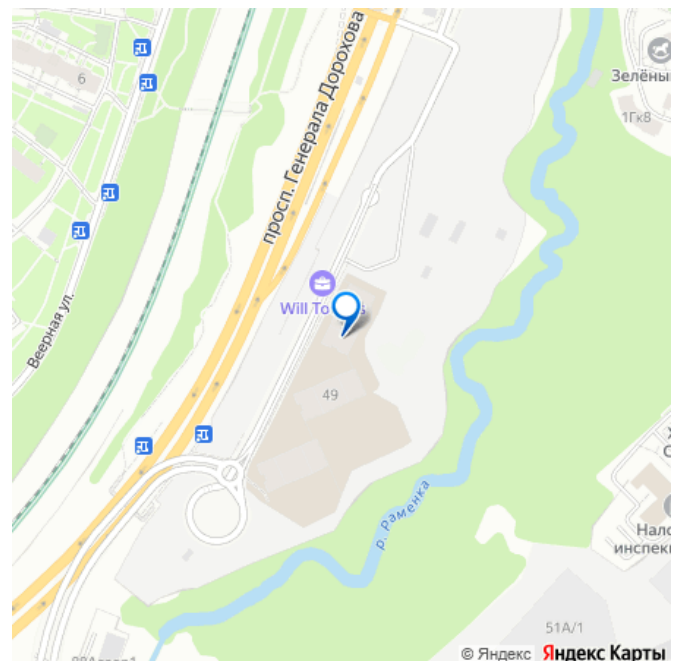 6
Зелёны
1Гк8
просп. Генерала Дорохова
Will To
s
Веерная ул.
49
р. Раменка
Х
С
Нало
инспек
51А/1
© Яндекс Яндекс Карты